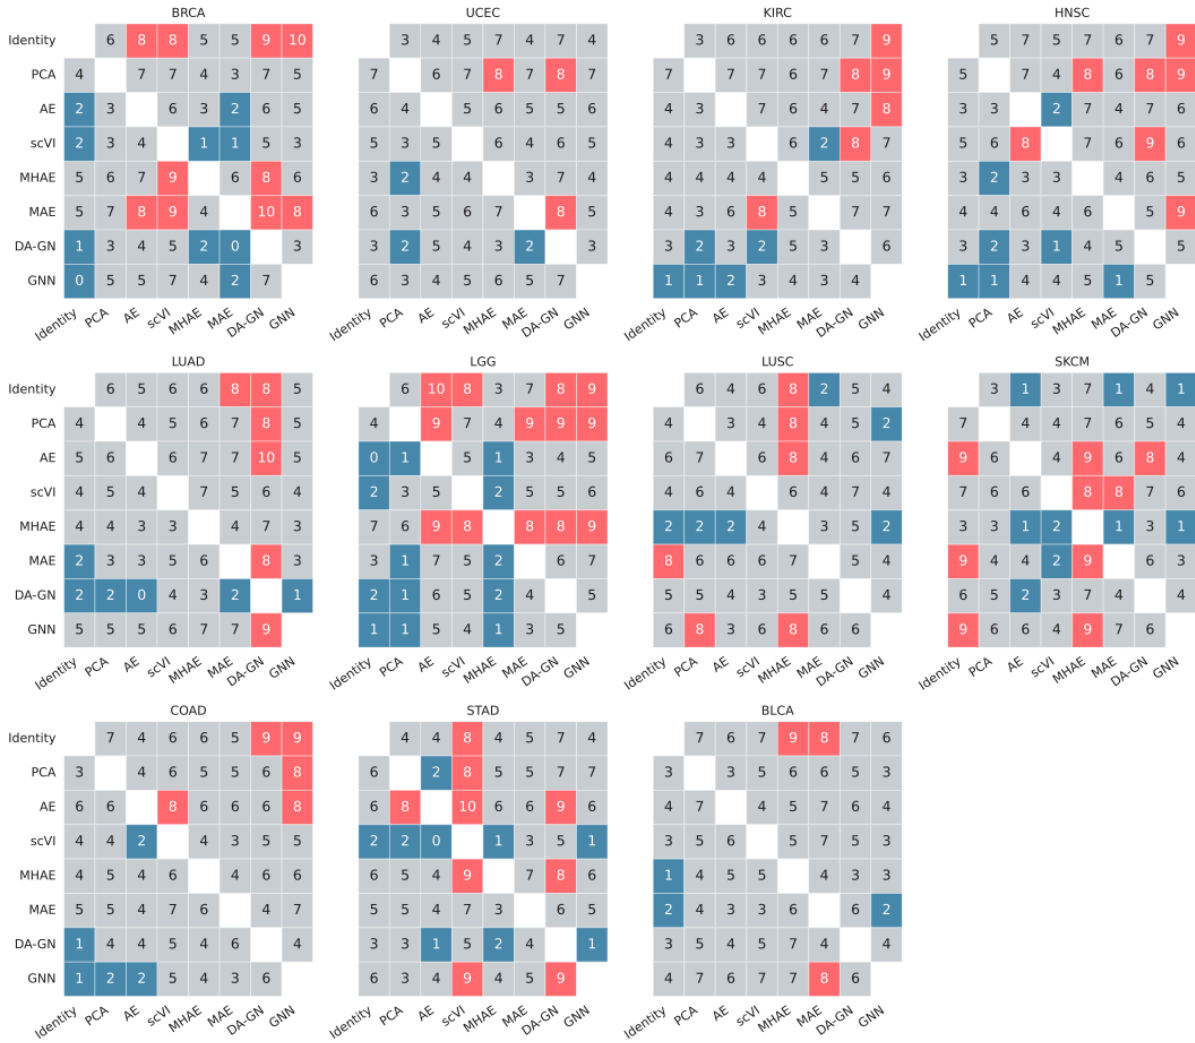 BRCA UCEC KIRC HNSC
Identity 6 8 8 5 5 9 10 3 4 5 7 4 7 4 3 6 6 6 6 7 9 5 7 5 7 6 7 9
PCA 4 7 7 4 3 7 5 7 6 7 8 7 8 7 7 7 7 6 7 8 9 5 7 4 8 6 8 9
AE 2 3 6 3 2 6 5 6 4 5 6 5 5 6 4 3 7 6 4 7 8 3 3 2 7 4 7 6
scVI 2 3 4 1 1 5 3 5 3 5 6 4 6 5 4 3 3 6 2 8 7 5 6 8 7 6 9 6
MHAE 5 6 7 9 6 8 6 3 2 4 4 3 7 4 4 4 4 4 5 5 6 3 2 3 3 4 6 5
MAE 5 7 8 9 4 10 8 6 3 5 6 7 8 5 4 3 6 8 5 7 7 4 4 6 4 6 5 9
DA-GN 1 3 4 5 2 0 3 3 2 5 4 3 2 3 3 2 3 2 5 3 6 3 2 3 1 4 5 5
GNN 0 5 5 7 4 2 7 6 3 4 5 6 5 7 1 1 2 3 4 3 4 1 1 4 4 5 1 5
Identity PCA AE scVI MHAE MAE DA-GN GNN Identity PCA AE scVI MHAE MAE DA-GN GNN Identity PCA AE scVI MHAE MAE DA-GN GNN Identity PCA AE scVI MHAE MAE DA-GN GNN
LUAD LGG LUSC SKCM
Identity 6 5 6 6 8 8 5 6 10 8 3 7 8 9 6 4 6 8 2 5 4 3 1 3 3 1 4 1
PCA 4 4 5 6 7 8 5 4 9 7 4 9 9 9 4 3 4 8 4 5 2 7 4 4 7 6 5 4
AE 5 6 6 7 7 10 5 0 1 5 1 3 4 5 6 7 6 8 4 6 7 9 6 4 9 6 8 4
scVI 4 5 4 7 5 6 4 2 3 5 2 5 5 6 4 6 4 6 4 7 4 7 6 6 8 8 7 6
MHAE 4 4 3 3 4 7 3 7 6 9 8 8 8 9 2 2 2 4 3 5 2 3 3 1 2 1 3 1
MAE 2 3 3 5 6 8 3 3 1 7 5 2 6 7 8 6 6 6 7 5 4 9 4 4 2 9 6 3
DA-GN 2 2 0 4 3 2 1 2 1 6 5 2 4 5 5 5 4 3 5 5 4 6 5 2 3 7 4 4
GNN 5 5 5 6 7 7 9 1 1 5 4 1 3 5 6 8 3 6 8 6 6 9 6 6 4 9 7 6
Identity PCA AE scVI MHAE MAE DA-GN GNN Identity PCA AE scVI MHAE MAE DA-GN GNN Identity PCA AE scVI MHAE MAE DA-GN GNN Identity PCA AE scVI MHAE MAE DA-GN GNN
COAD STAD BLCA
Identity 7 4 6 6 5 9 9 4 4 8 4 5 7 4 7 6 7 9 8 7 6
PCA 3 4 6 5 5 6 8 6 2 8 5 5 7 7 3 3 5 6 6 5 3
AE 6 6 8 6 6 6 8 6 8 10 6 6 9 6 4 7 4 5 7 6 4
scVI 4 4 2 4 3 5 5 2 2 0 1 3 5 1 3 5 6 5 7 5 3
MHAE 4 5 4 6 4 6 6 6 5 4 9 7 8 6 1 4 5 5 4 3 3
MAE 5 5 4 7 6 4 7 5 5 4 7 3 6 5 2 4 3 3 6 6 2
DA-GN 1 4 4 5 4 6 4 3 3 1 5 2 4 1 3 5 4 5 7 4 4
GNN 1 2 2 5 4 3 6 6 3 4 9 4 5 9 4 7 6 7 7 8 6
Identity PCA AE scVI MHAE MAE DA-GN GNN Identity PCA AE scVI MHAE MAE DA-GN GNN Identity PCA AE scVI MHAE MAE DA-GN GNN